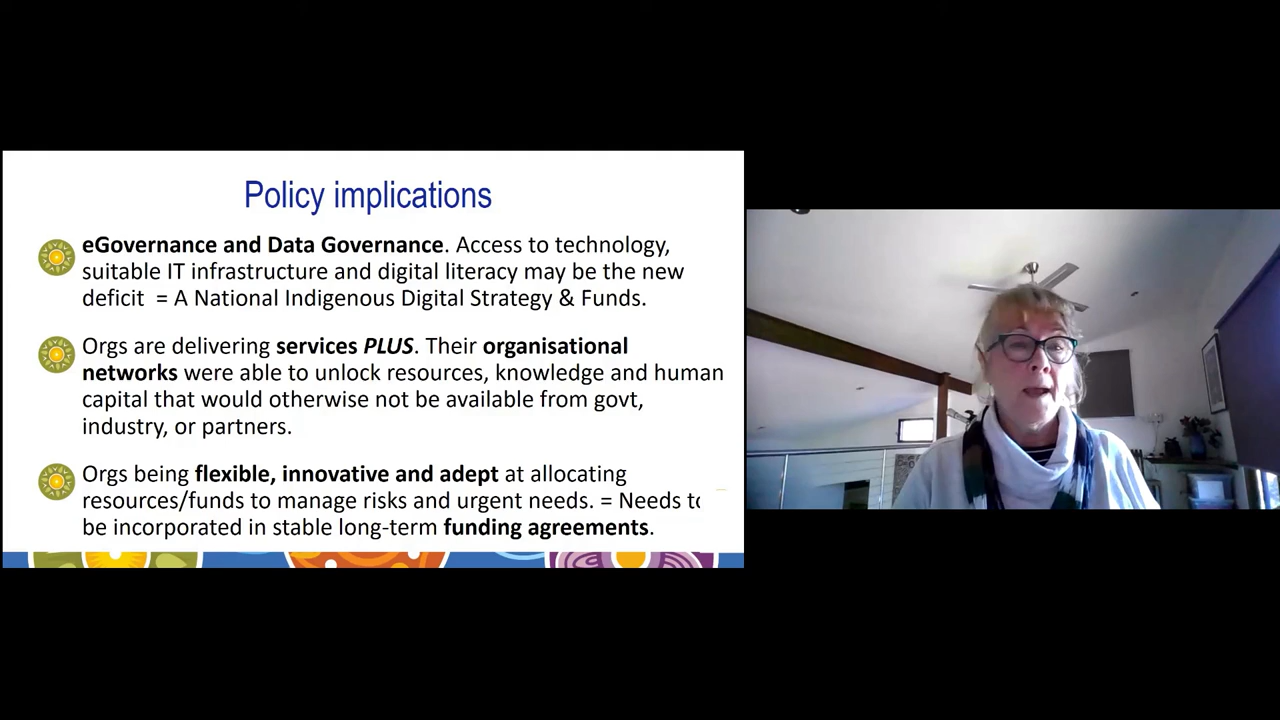 Policy implications
eGovernance and Data Governance. Access to technology,
suitable IT infrastructure and digital literacy may be the new
deficit = A National Indigenous Digital Strategy & Funds.
Orgs are delivering services PLUS. Their organisational
networks were able to unlock resources, knowledge and human
capital that would otherwise not be available from govt,
industry, or partners.
Orgs being flexible, innovative and adept at allocating
resources/funds to manage risks and urgent needs. = Needs to
be incorporated in stable long-term funding agreements.